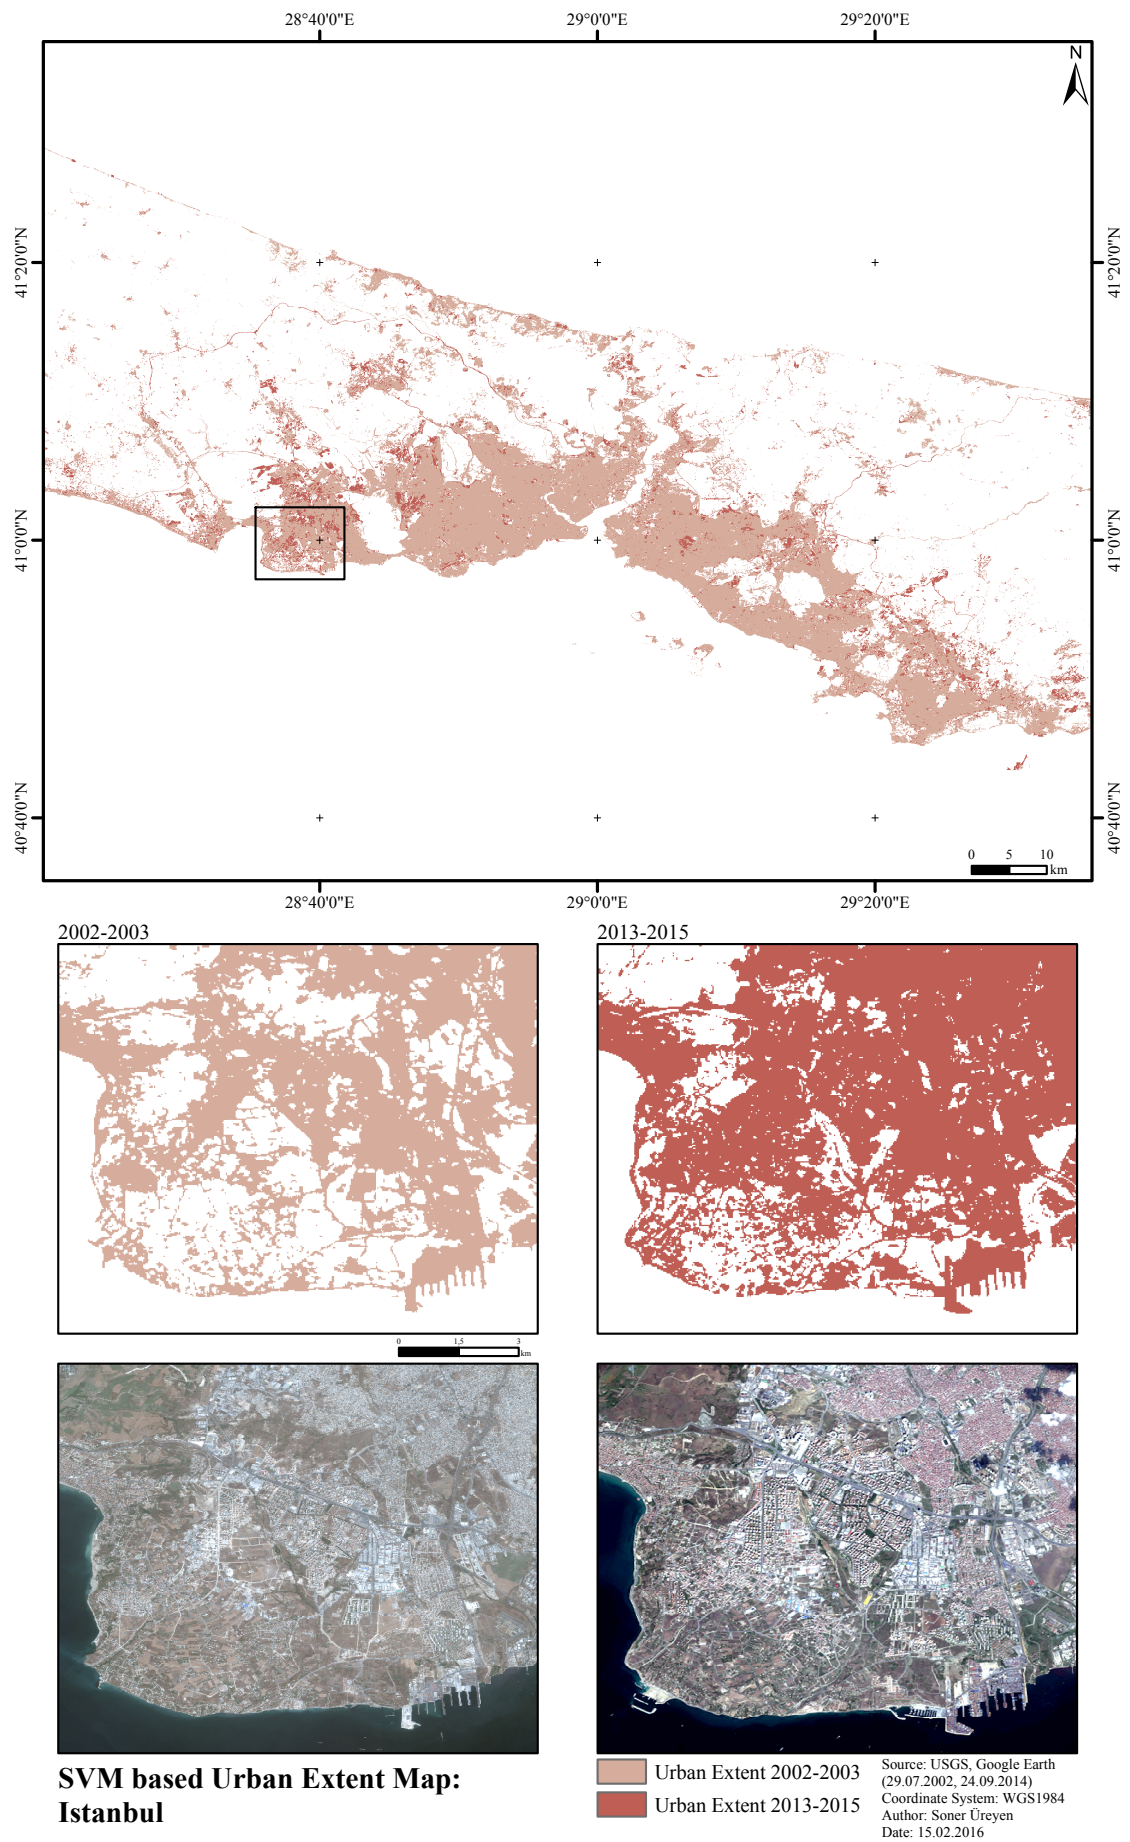 28°40'0"E 29°0'0"E 29°20'0"E
N
41°20'0"N 41°20'0"N
41°0'0"N 41°0'0"N
40°40'0"N 40°40'0"N
0 5 10
km
28°40'0"E 29°0'0"E 29°20'0"E
2002-2003
2013-2015
0 1,5 3
km
SVM based Urban Extent Map:
Istanbul
Urban Extent 2002-2003
Urban Extent 2013-2015
Source: USGS, Google Earth
(29.07.2002, 24.09.2014)
Coordinate System: WGS1984
Author: Soner Üreyen
Date: 15.02.2016